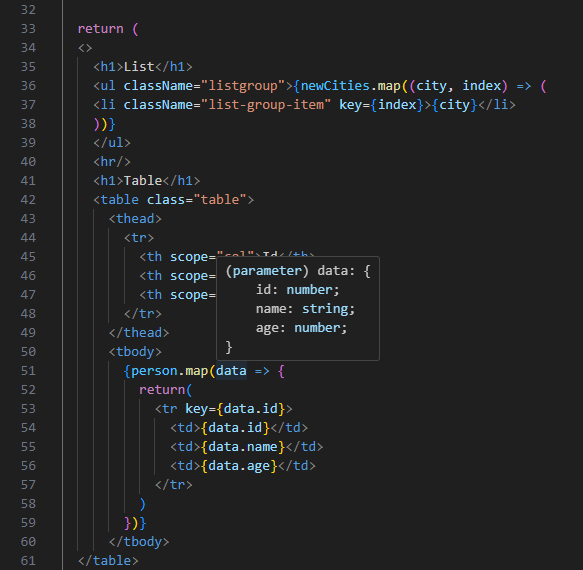 32
33 return (
34 <>
35 <h1>List</h1>
36 <ul className="listgroup">{newCities.map((city, index) => (
37 <li className="list-group-item" key={index}>{city}</li>
38 ))}
39 </ul>
40 <hr/>
41 <h1>Table</h1>
42 <table class="table">
43 <thead>
44 <tr>
45 <th scope="col">Id</th>
46 <th scope=
47 <th scope=
48 </tr>
49 </thead>
50 <tbody>
51 {person.map(data => {
52 return(
53 <tr key={data.id}>
54 <td>{data.id}</td>
55 <td>{data.name}</td>
56 <td>{data.age}</td>
57 </tr>
58 )
59 })}
60 </tbody>
61 </table>
(parameter) data: {
id: number;
name: string;
age: number;
}